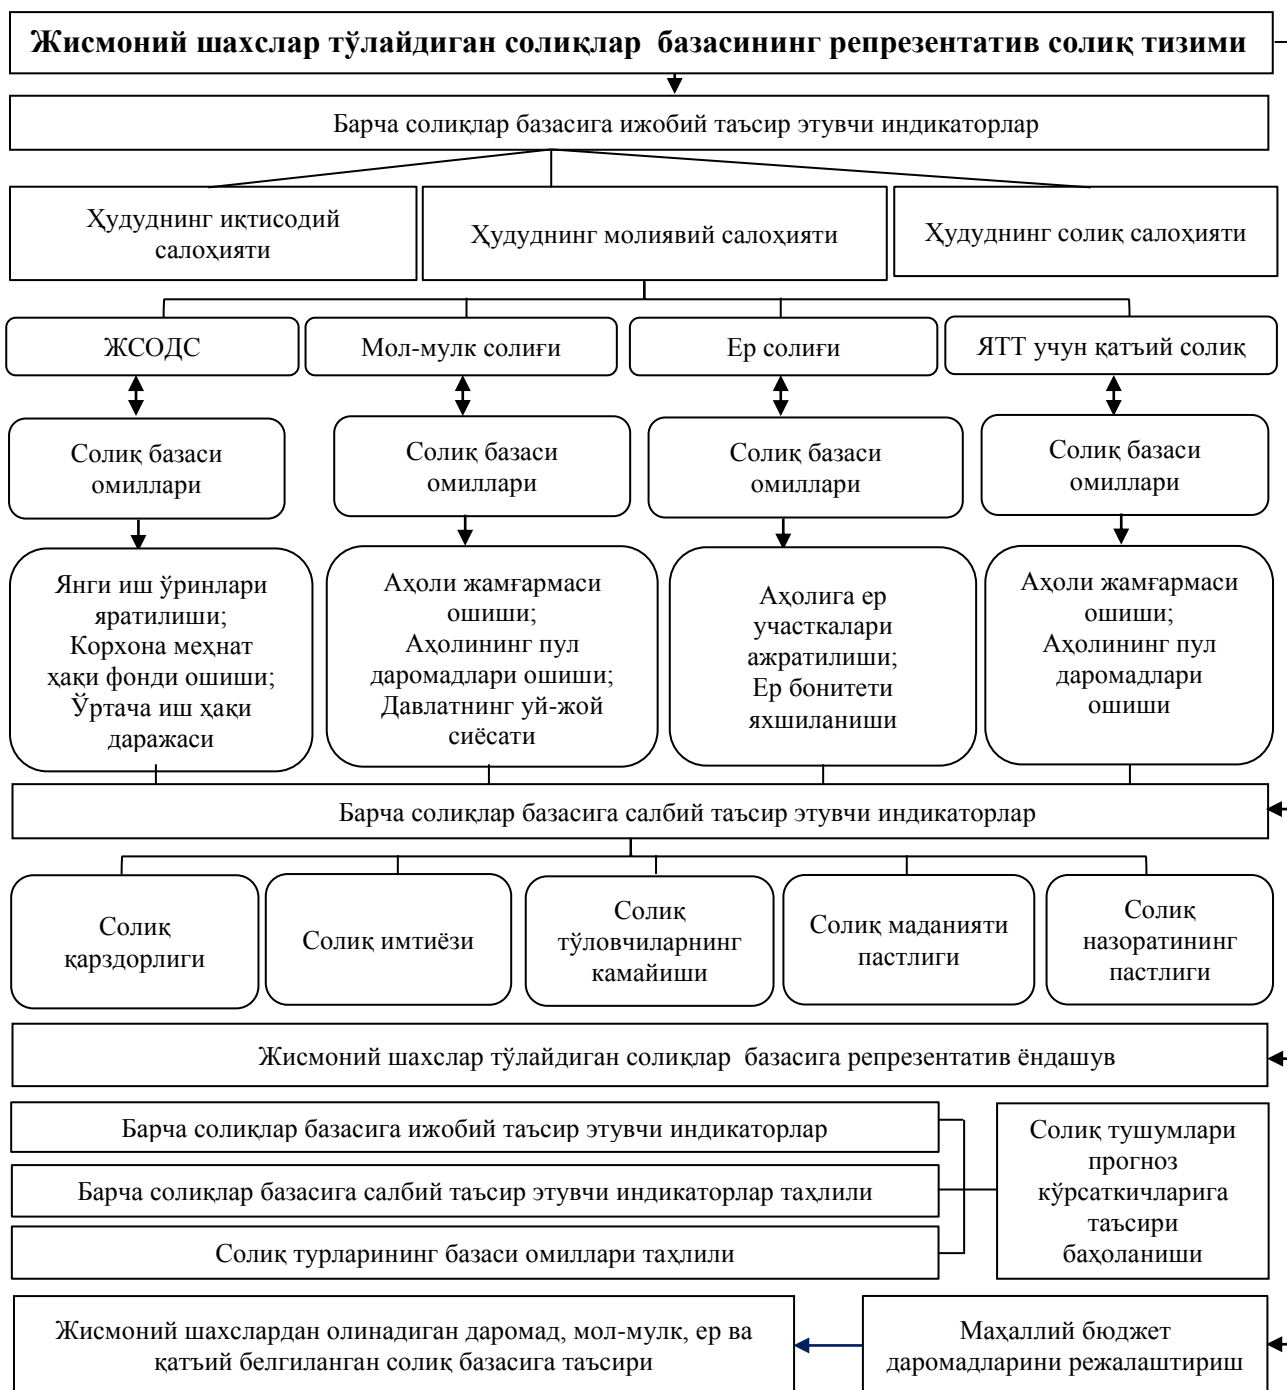 Жисмоний шахслар тўлайдиган солиқлар базасининг репрезентатив солиқ тизими
Барча солиқлар базасига ижобий таъсир этувчи индикаторлар
Ҳудуднинг иқтисодий
салоҳияти
Ҳудуднинг молиявий салоҳияти
Ҳудуднинг солиқ салоҳияти
ЖСОДС
Мол-мулк солиғи
Ер солиғи
ЯТТ учун қатъий солиқ
Солиқ базаси
омиллари
Солиқ базаси
омиллари
Солиқ базаси
омиллари
Солиқ базаси
омиллари
Янги иш ўринлари
яратилиши;
Корхона меҳнат
ҳақи фонди ошиши;
Ўртача иш ҳақи
даражаси
Аҳоли жамғармаси
ошиши;
Аҳолининг пул
даромадлари ошиши;
Давлатнинг уй-жой
сиёсати
Аҳолига ер
участкалари
ажратилиши;
Ер бонитети
яхшиланиши
Аҳоли жамғармаси
ошиши;
Аҳолининг пул
даромадлари
ошиши
Барча солиқлар базасига салбий таъсир этувчи индикаторлар
Солиқ
қарздорлиги
Солиқ имтиёзи
Солиқ
тўловчиларнинг
камайиши
Солиқ маданияти
пастлиги
Солиқ
назоратининг
пастлиги
Жисмоний шахслар тўлайдиган солиқлар базасига репрезентатив ёндашув
Барча солиқлар базасига ижобий таъсир этувчи индикаторлар
Барча солиқлар базасига салбий таъсир этувчи индикаторлар таҳлили
Солиқ турларининг базаси омиллари таҳлили
Солиқ тушумлари
прогноз
кўрсаткичларига
таъсири
баҳоланиши
Жисмоний шахслардан олинадиган даромад, мол-мулк, ер ва
қатъий белгиланган солиқ базасига таъсири
Маҳаллий бюджет
даромадларини режалаштириш